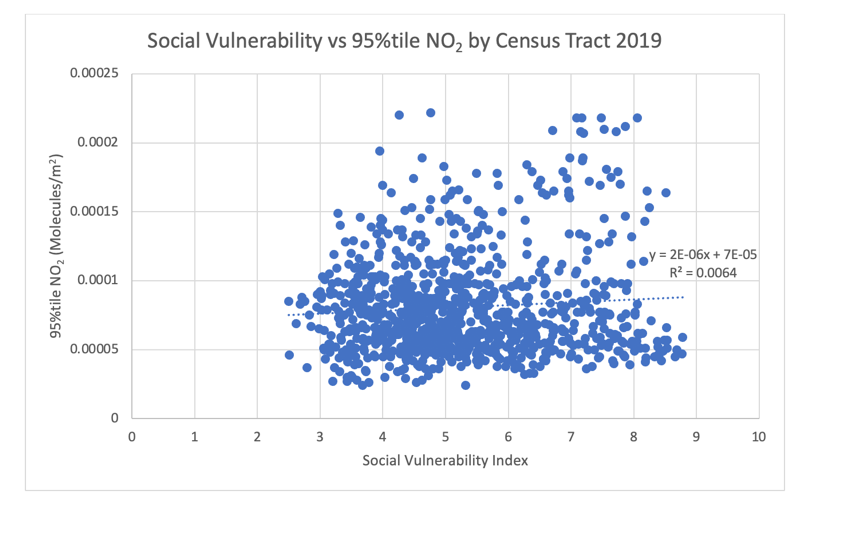 Social Vulnerability vs 95%tile NO₂ by Census Tract 2019
0.00025
0.0002
0.00015
0.0001
0.00005
0
95%tile NO₂ (Molecules/m²)
y = 2E-06x + 7E-05
R² = 0.0064
0 1 2 3 4 5 6 7 8 9 10
Social Vulnerability Index